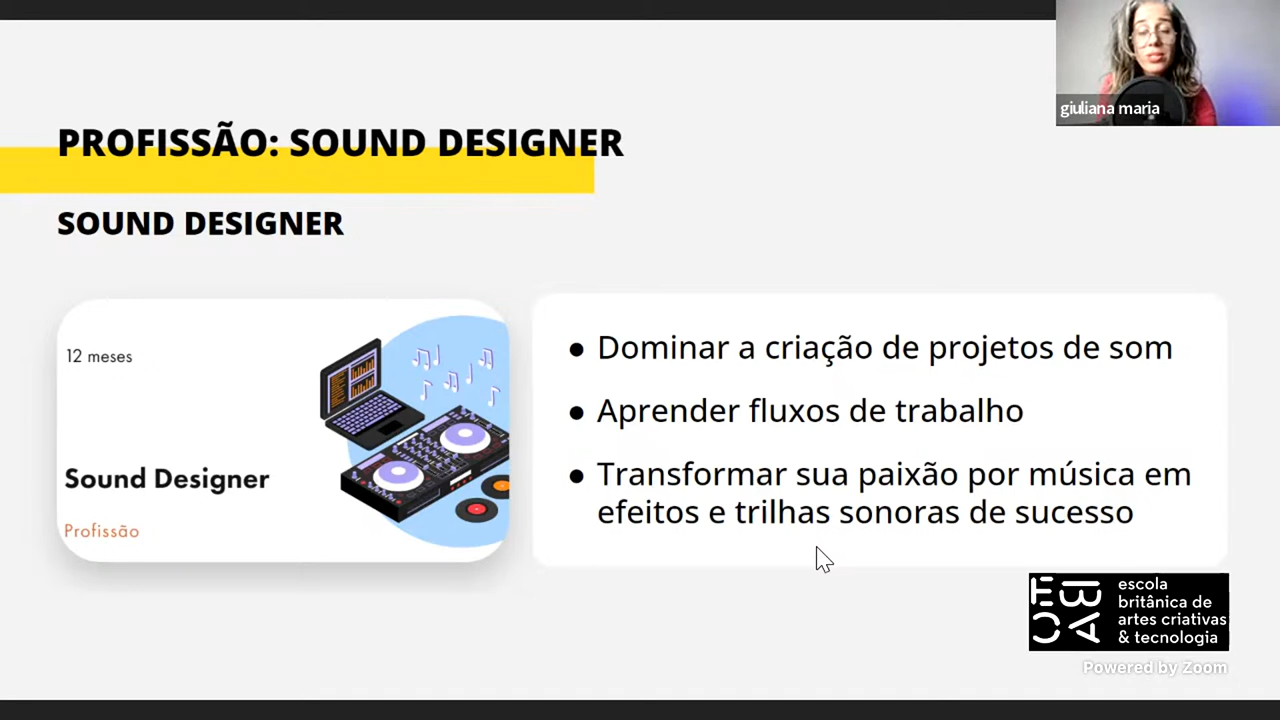 giuliana maria
PROFISSÃO: SOUND DESIGNER
SOUND DESIGNER
12 meses
Sound Designer
Profissão
● Dominar a criação de projetos de som
● Aprender fluxos de trabalho
● Transformar sua paixão por música em
efeitos e trilhas sonoras de sucesso
escola
britânica de
artes criativas
& tecnologia
Powered by Zoom